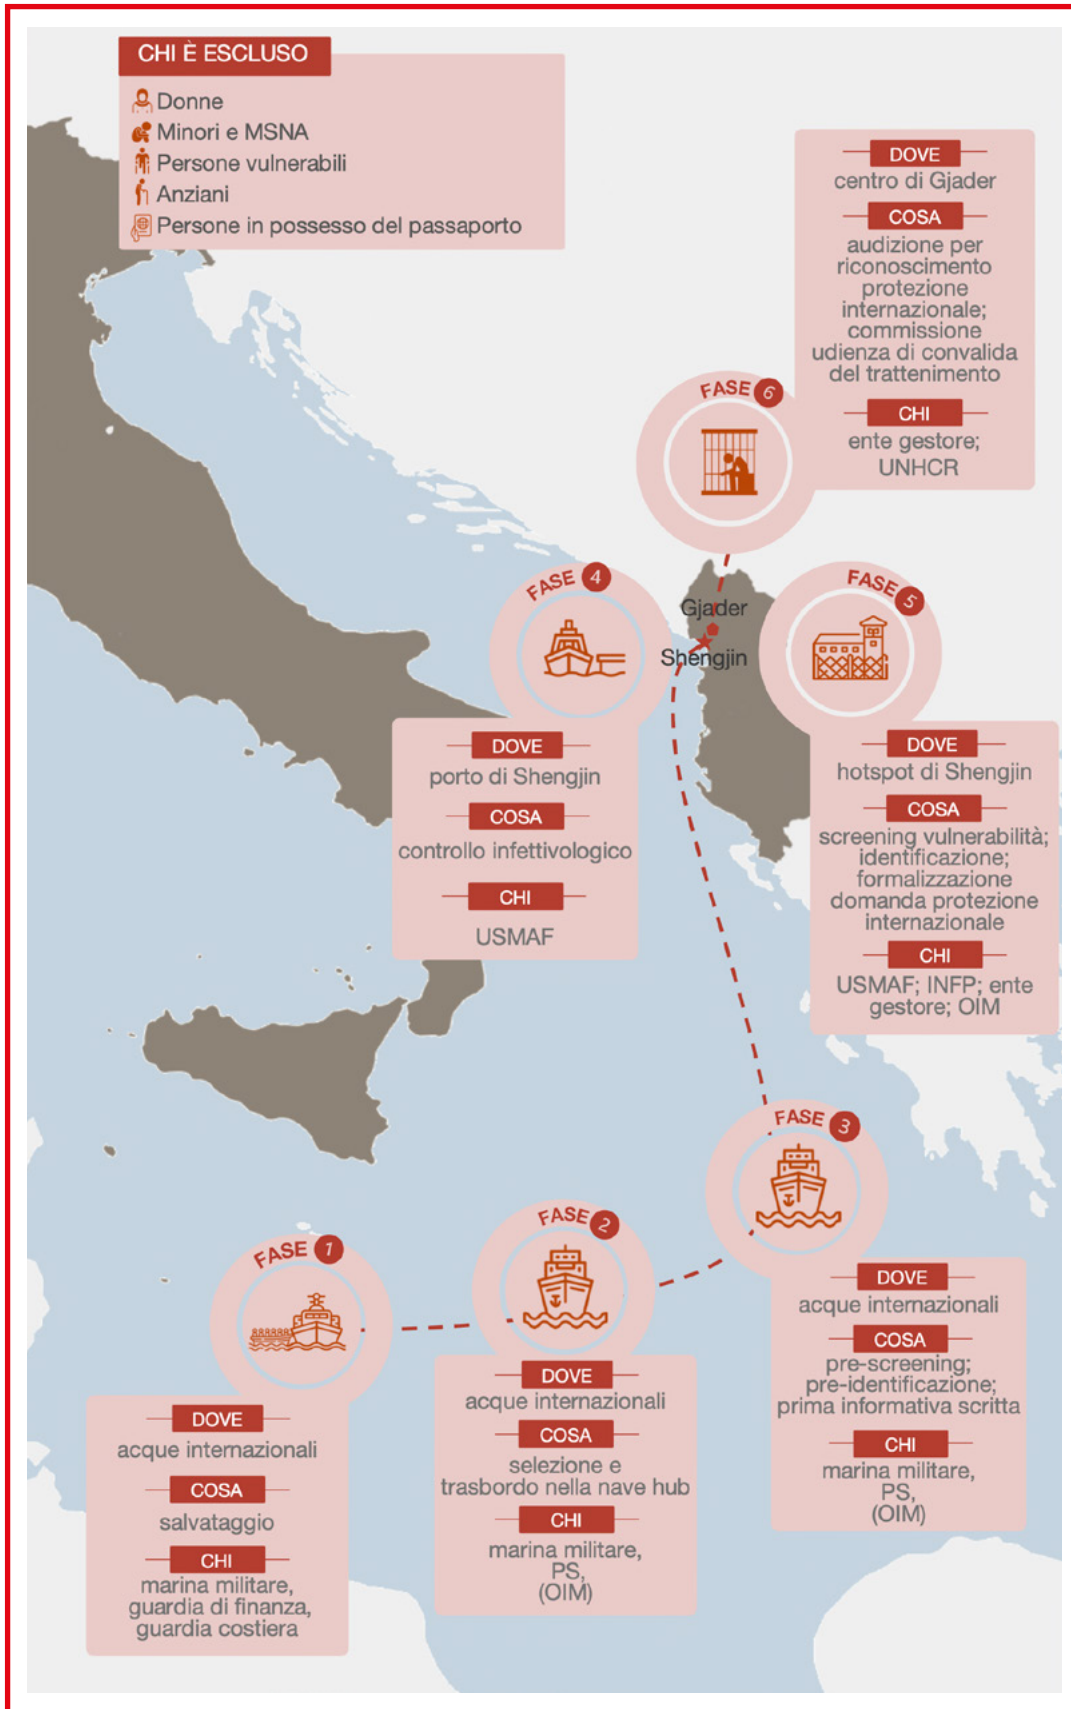 CHI È ESCLUSO
Donne
Minori e MSNA
Persone vulnerabili
Anziani
Persone in possesso del passaporto
DOVE
centro di Gjader
COSA
audizione per
riconoscimento
protezione
internazionale;
commissione
udienza di convalida
del trattenimento
CHI
ente gestore;
UNHCR
FASE 6
Gjader
Shengjin
FASE 4
DOVE
porto di Shengjin
COSA
controllo infettivologico
CHI
USMAF
FASE 5
DOVE
hotspot di Shengjin
COSA
screening vulnerabilità;
identificazione;
formalizzazione
domanda protezione
internazionale
CHI
USMAF; INFP; ente
gestore; OIM
FASE 3
DOVE
acque internazionali
COSA
pre-screening;
pre-identificazione;
prima informativa scritta
CHI
marina militare,
PS,
(OIM)
FASE 2
DOVE
acque internazionali
COSA
selezione e
trasbordo nella nave hub
CHI
marina militare,
PS,
(OIM)
FASE 1
DOVE
acque internazionali
COSA
salvataggio
CHI
marina militare,
guardia di finanza,
guardia costiera